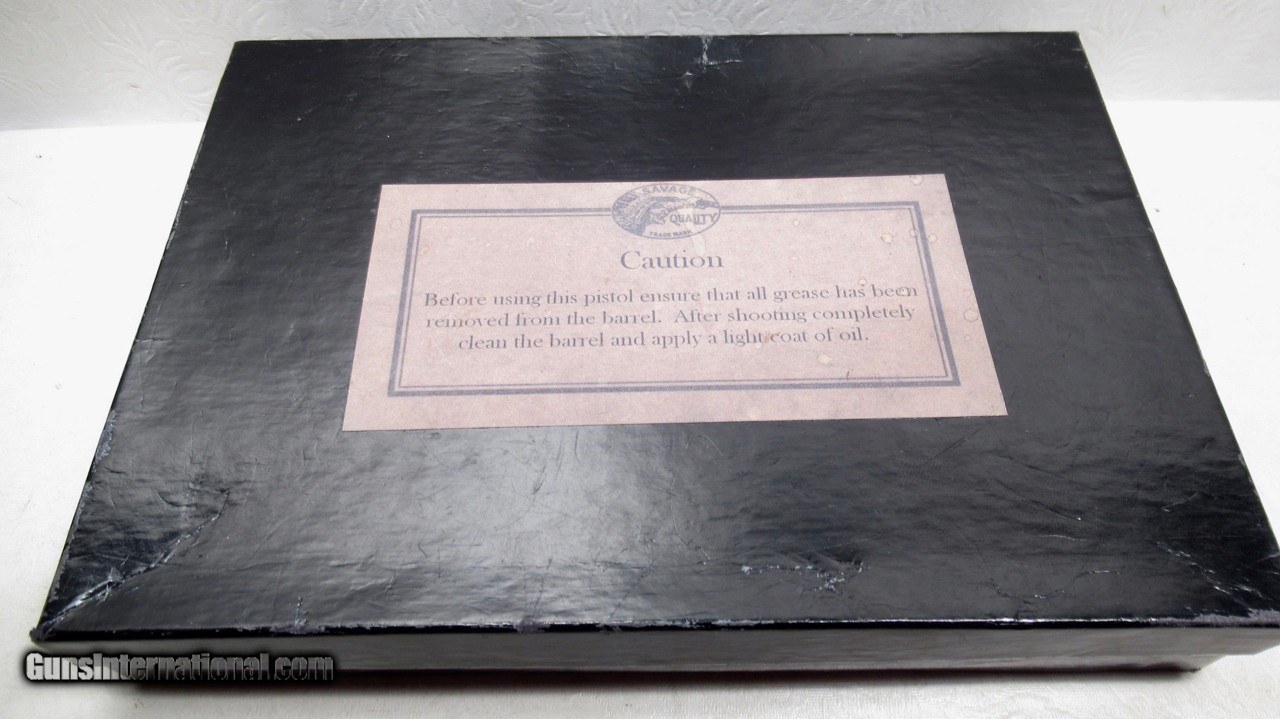 SAVAGE
QUALITY
TRADE MARK
Caution
Before using this pistol ensure that all grease has been
removed from the barrel. After shooting completely
clean the barrel and apply a light coat of oil.
GunsInternational.com